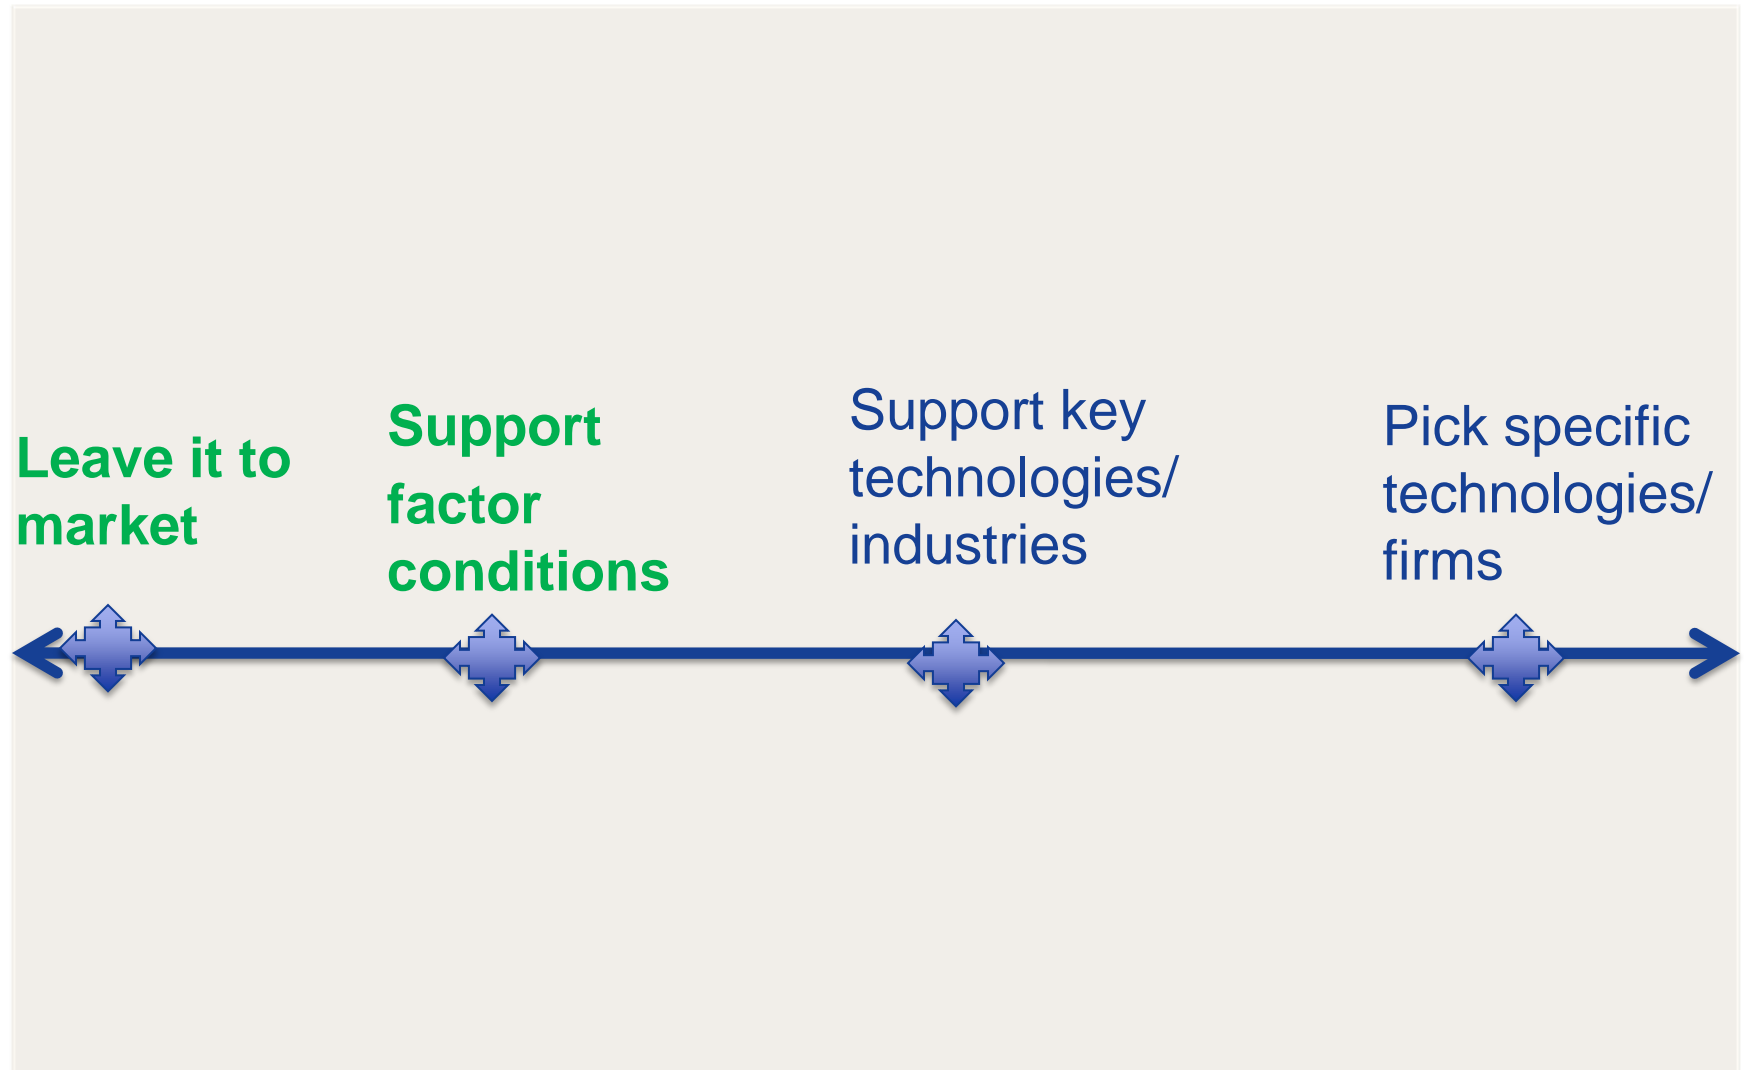 Leave it to
market
Support
factor
conditions
Support key
technologies/
industries
Pick specific
technologies/
firms